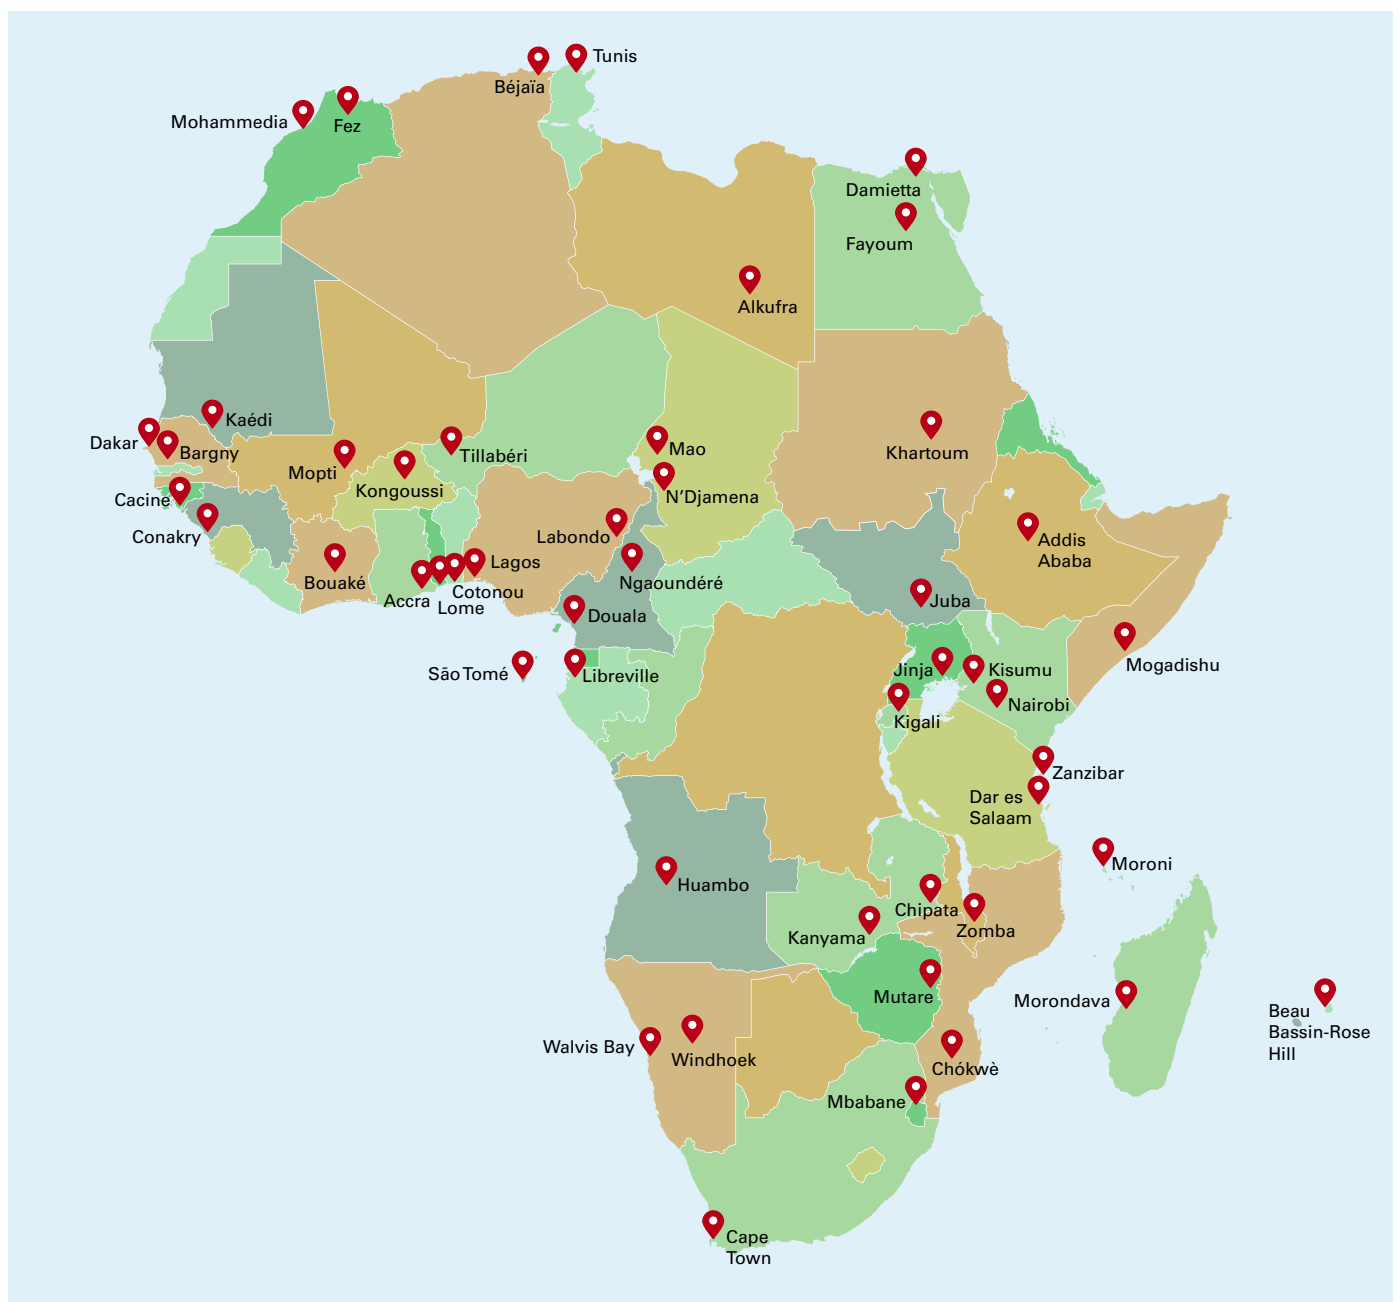 Tunis
Béjaïa
Mohammedia
Fez
Damietta
Fayoum
Alkufra
Kaédi
Dakar
Bargny
Mopti
Tillabéri
Kongoussi
Mao
N’Djamena
Khartoum
Cacine
Conakry
Labondo
Addis
Ababa
Bouaké
Lagos
Ngaoundéré
Cotonou
Accra
Lome
Douala
Juba
São Tomé
Libreville
Jinja
Kisumu
Mogadishu
Nairobi
Kigali
Zanzibar
Dar es
Salaam
Moroni
Huambo
Chipata
Kanyama
Zomba
Mutare
Morondava
Beau
Bassin-Rose
Hill
Walvis Bay
Windhoek
Chókwè
Mbabane
Cape
Town